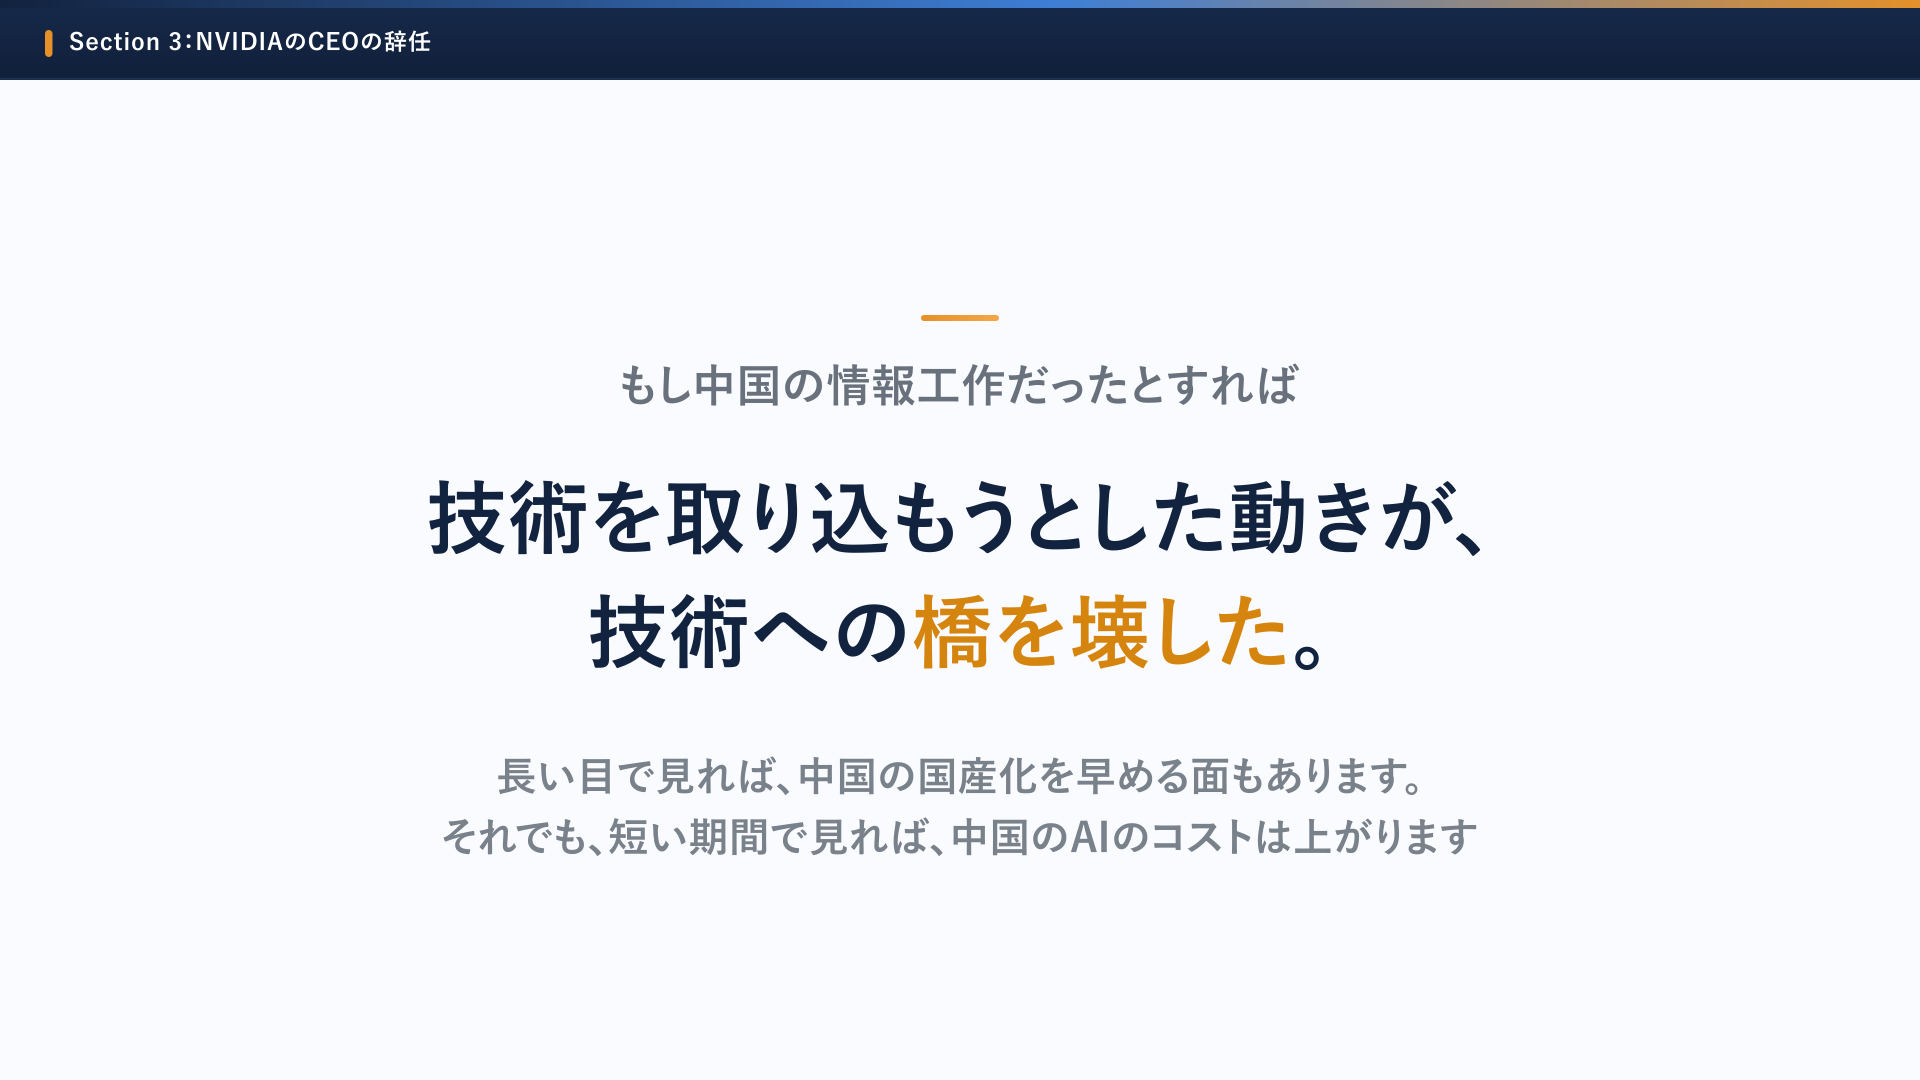 Section 3：NVIDIAのCEOの辞任
もし中国の情報工作だったとすれば
技術を取り込もうとした動きが、
技術への橋を壊した。
長い目で見れば、中国の国産化を早める面もあります。
それでも、短い期間で見れば、中国のAIのコストは上がります